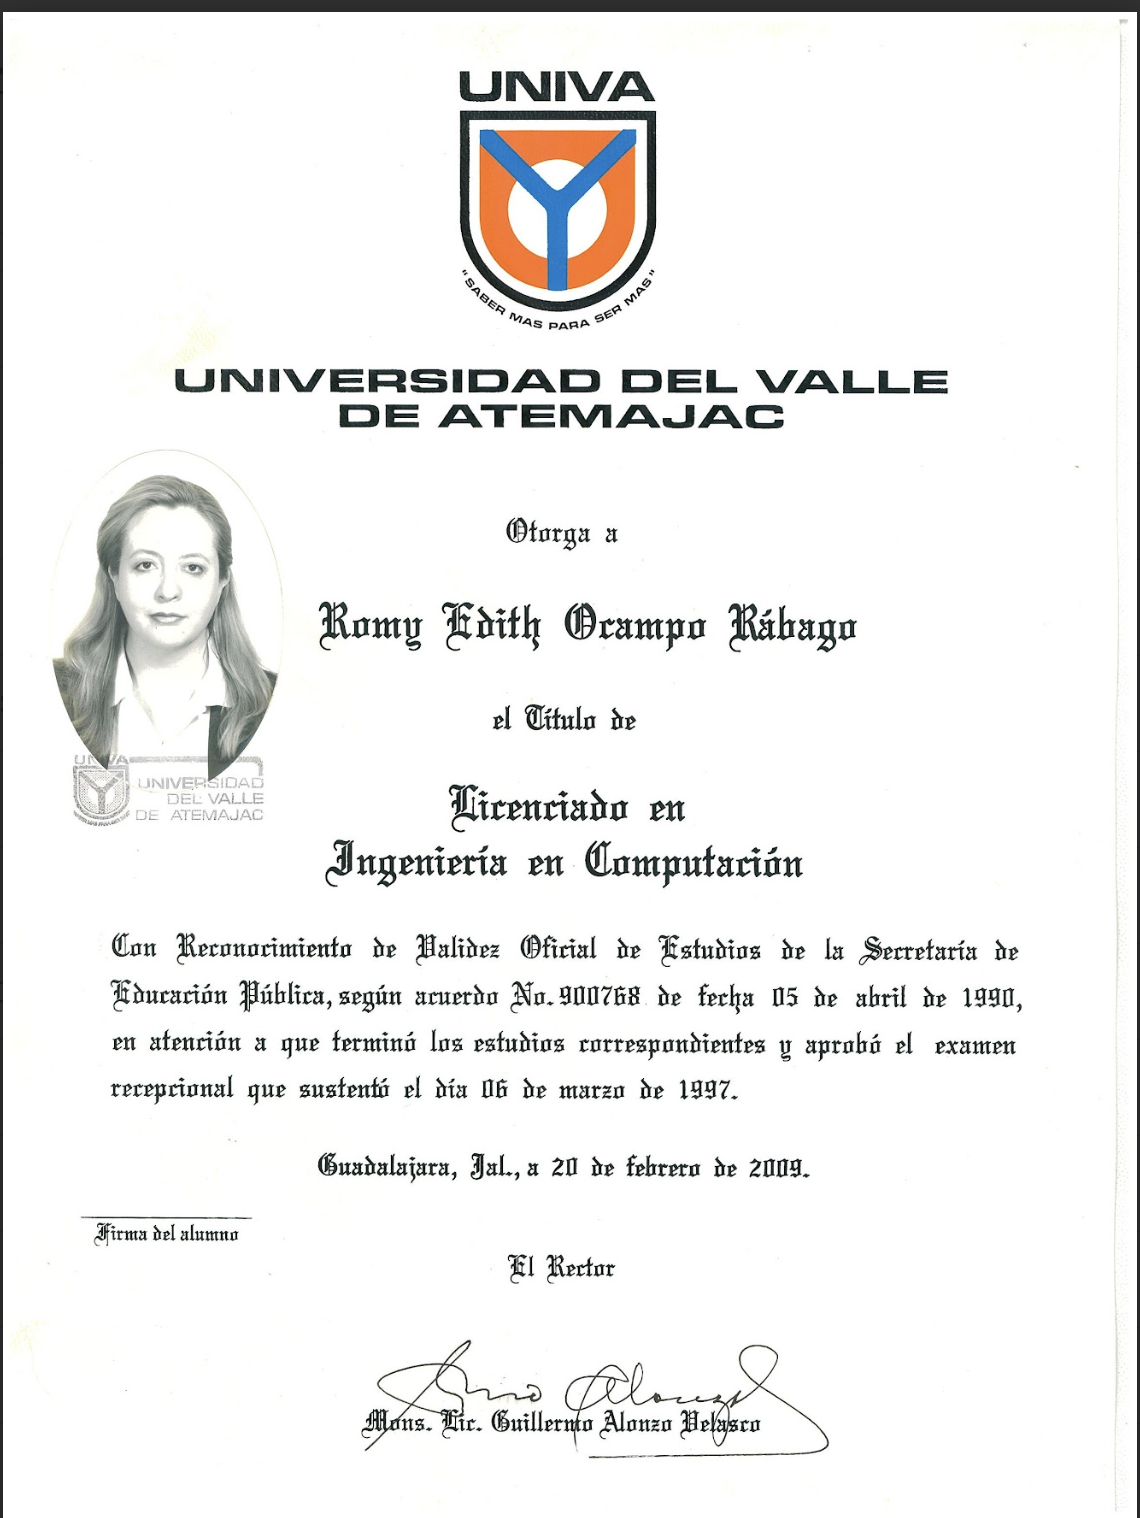 UNIVA
"SABER MAS PARA SER MAS"
UNIVERSIDAD DEL VALLE
DE ATEMAJAC
Otorga a
Romy Edith Ocampo Rábago
el Título de
Licenciado en
Ingeniería en Computación
UNIVA
UNIVERSIDAD
DEL VALLE
DE ATEMAJAC
Con Reconocimiento de Validez Oficial de Estudios de la Secretaría de
Educación Pública, según acuerdo No. 900768 de fecha 05 de abril de 1990,
en atención a que terminó los estudios correspondientes y aprobó el examen
recepcional que sustentó el día 06 de marzo de 1997.
Guadalajara, Jal., a 20 de febrero de 2009.
Firma del alumno
El Rector
Mons. Lic. Guillermo Alonzo Velasco